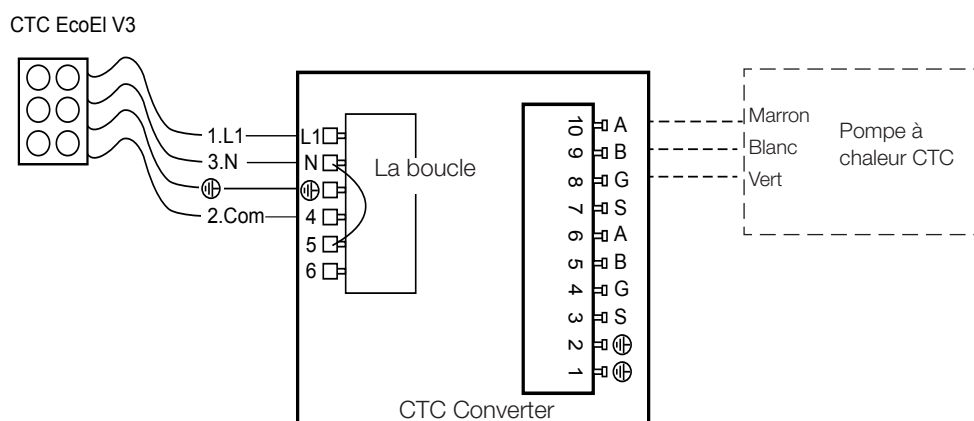 CTC EcoEl V3
1.L1
3.N
2.Com
L1
N
4
5
6
La boucle
10 A
9 B
8 G
7 S
6 A
5 B
4 G
3 S
2
1
CTC Converter
Marron
Blanc
Vert
Pompe à
chaleur CTC